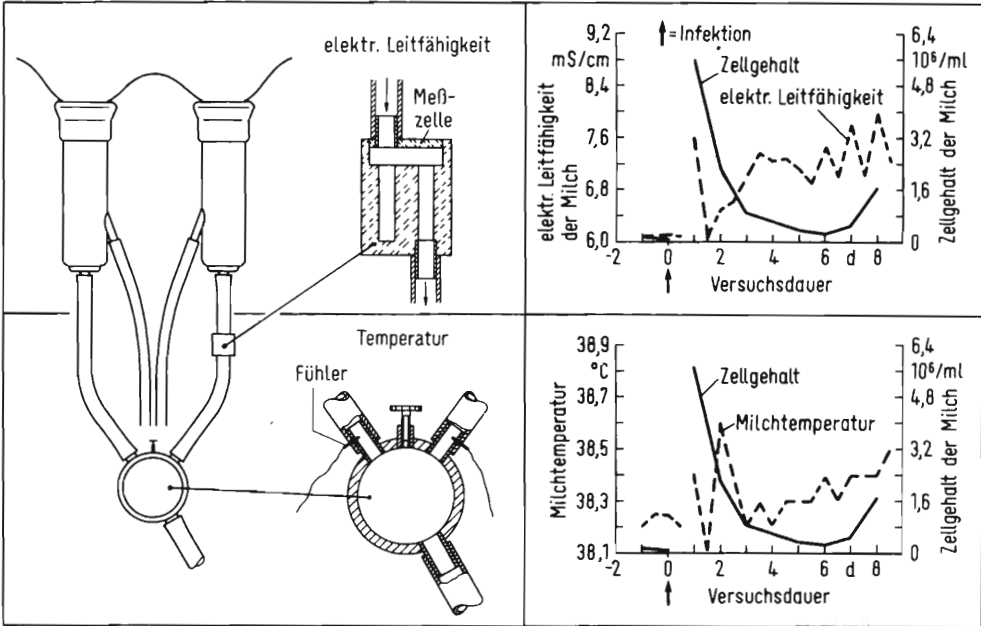 elektr. Leitfähigkeit
Meß-
zelle
Temperatur
Fühler
9,2
mS/cm
8,4
7,6
6,8
6,0
elektr. Leitfähigkeit
der Milch
= Infektion
Zellgehalt
elektr. Leitfähigkeit
6,4
10⁶/ml
4,8
3,2
1,6
0
Zellgehalt der Milch
-2 0 2 4 6 d 8
Versuchsdauer
38,9
°C
38,7
38,5
38,3
38,1
Milchtemperatur
Zellgehalt
Milchtemperatur
6,4
10⁶/ml
4,8
3,2
1,6
0
Zellgehalt der Milch
-2 0 2 4 6 d 8
Versuchsdauer